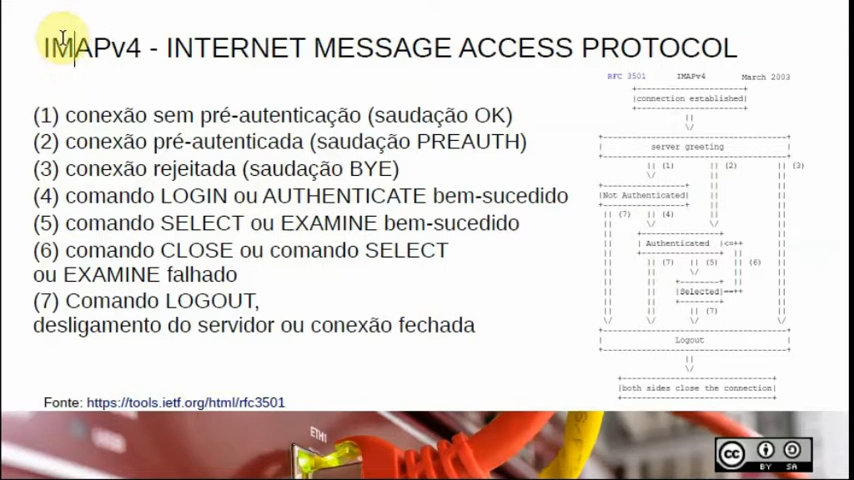 IMAPv4 - INTERNET MESSAGE ACCESS PROTOCOL
(1) conexão sem pré-autenticação (saudação OK)
(2) conexão pré-autenticada (saudação PREAUTH)
(3) conexão rejeitada (saudação BYE)
(4) comando LOGIN ou AUTHENTICATE bem-sucedido
(5) comando SELECT ou EXAMINE bem-sucedido
(6) comando CLOSE ou comando SELECT
ou EXAMINE falhado
(7) Comando LOGOUT,
desligamento do servidor ou conexão fechada
Fonte: https://tools.ietf.org/html/rfc3501
RFC 3501 IMAPv4 March 2003
connection established
server greeting
(1) (2) (3)
Not Authenticated
(7) (4)
Authenticated <=++
(7) (5) (6)
Selected ==++
(7)
Logout
both sides close the connection
ETH1
cc BY SA